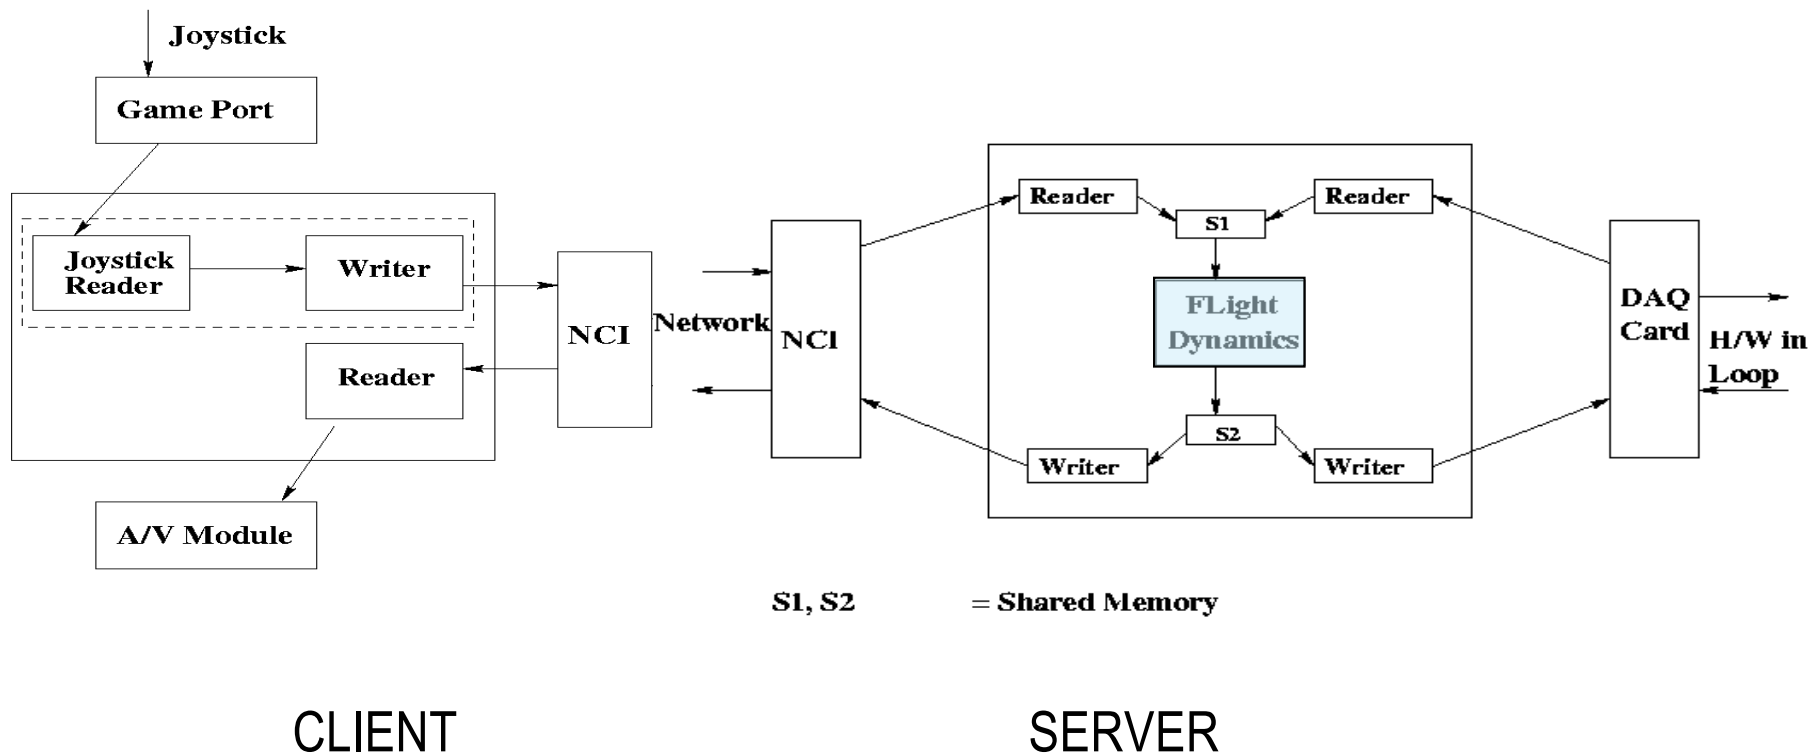 Joystick
Game Port
Joystick
Reader
Writer
Reader
A/V Module
NCI
Network
NCI
Reader
Reader
S1
FLight
Dynamics
S2
Writer
Writer
DAQ
Card
H/W in
Loop
S1, S2 = Shared Memory
CLIENT
SERVER